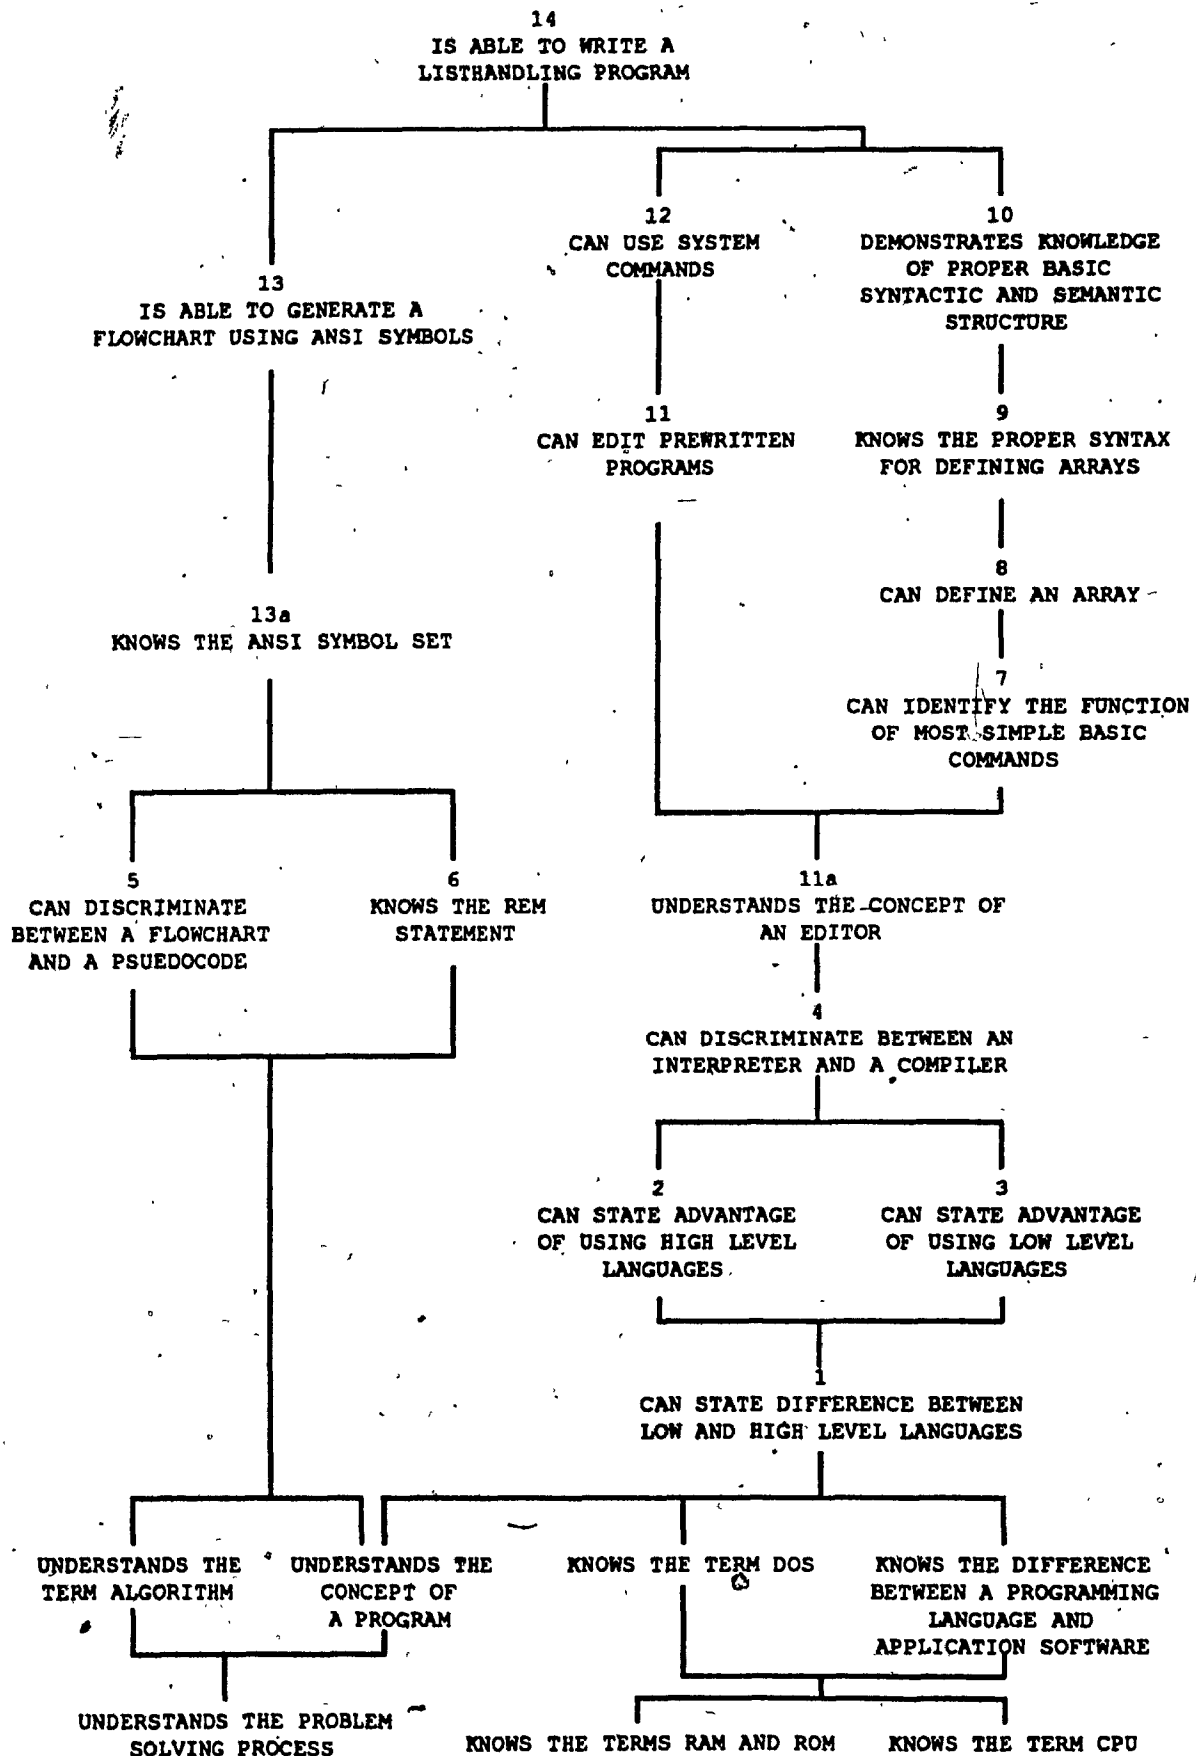 14
IS ABLE TO WRITE A
LISTHANDLING PROGRAM
12
CAN USE SYSTEM
COMMANDS
10
DEMONSTRATES KNOWLEDGE
OF PROPER BASIC
SYNTACTIC AND SEMANTIC
STRUCTURE
13
IS ABLE TO GENERATE A
FLOWCHART USING ANSI SYMBOLS
11
CAN EDIT PREWRITTEN
PROGRAMS
9
KNOWS THE PROPER SYNTAX
FOR DEFINING ARRAYS
8
CAN DEFINE AN ARRAY
13a
KNOWS THE ANSI SYMBOL SET
7
CAN IDENTIFY THE FUNCTION
OF MOST SIMPLE BASIC
COMMANDS
5
CAN DISCRIMINATE
BETWEEN A FLOWCHART
AND A PSUEDOCODE
6
KNOWS THE REM
STATEMENT
11a
UNDERSTANDS THE CONCEPT OF
AN EDITOR
4
CAN DISCRIMINATE BETWEEN AN
INTERPRETER AND A COMPILER
2
CAN STATE ADVANTAGE
OF USING HIGH LEVEL
LANGUAGES
3
CAN STATE ADVANTAGE
OF USING LOW LEVEL
LANGUAGES
1
CAN STATE DIFFERENCE BETWEEN
LOW AND HIGH LEVEL LANGUAGES
UNDERSTANDS THE
TERM ALGORITHM
UNDERSTANDS THE
CONCEPT OF
A PROGRAM
KNOWS THE TERM DOS
KNOWS THE DIFFERENCE
BETWEEN A PROGRAMMING
LANGUAGE AND
APPLICATION SOFTWARE
UNDERSTANDS THE PROBLEM
SOLVING PROCESS
KNOWS THE TERMS RAM AND ROM
KNOWS THE TERM CPU